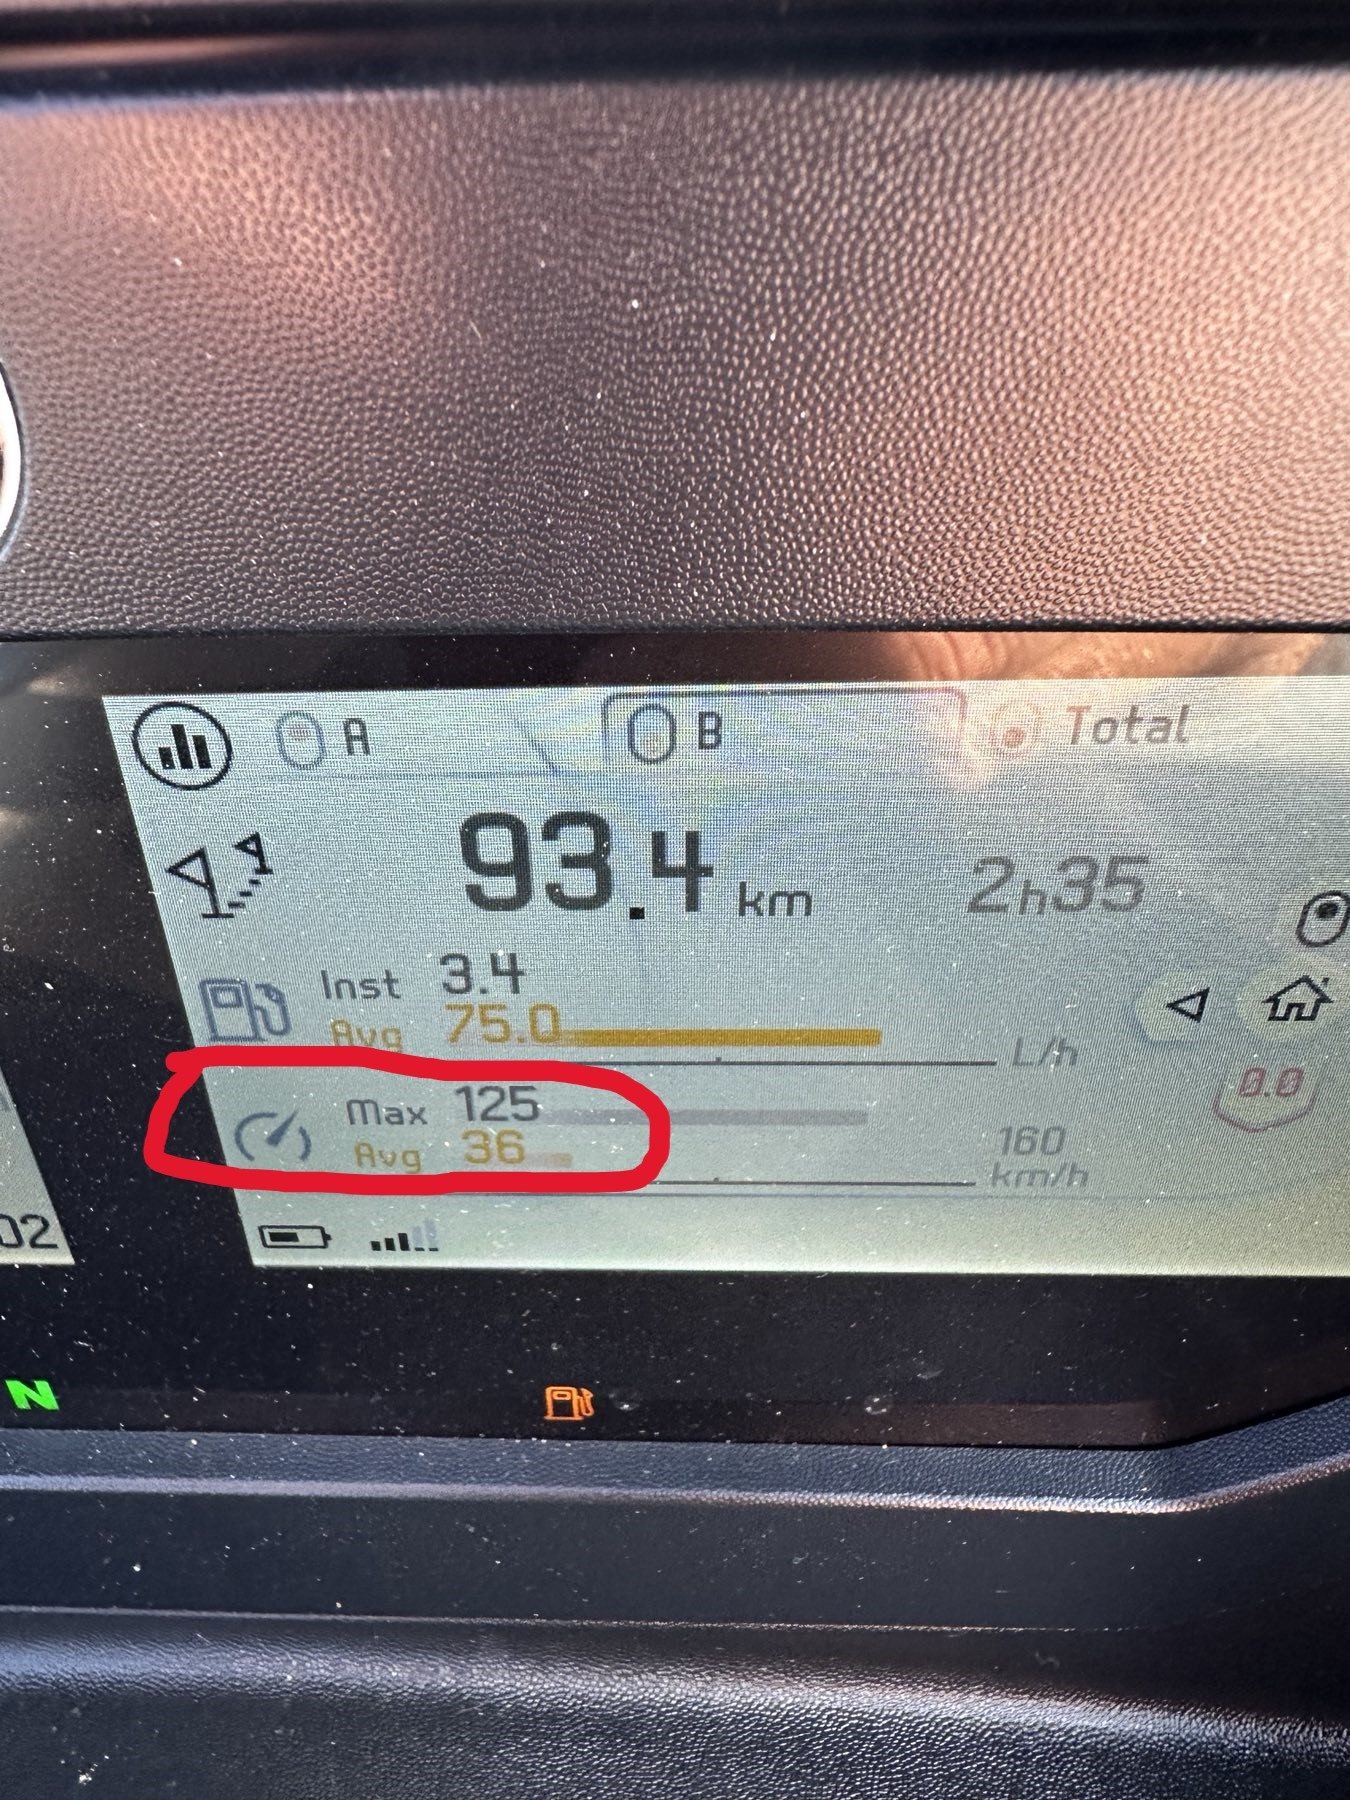 A B Total
93.4 km 2h35
Inst 3.4
Avg 75.0
L/h
Max 125
Avg 36
160
km/h
0.0
02
N